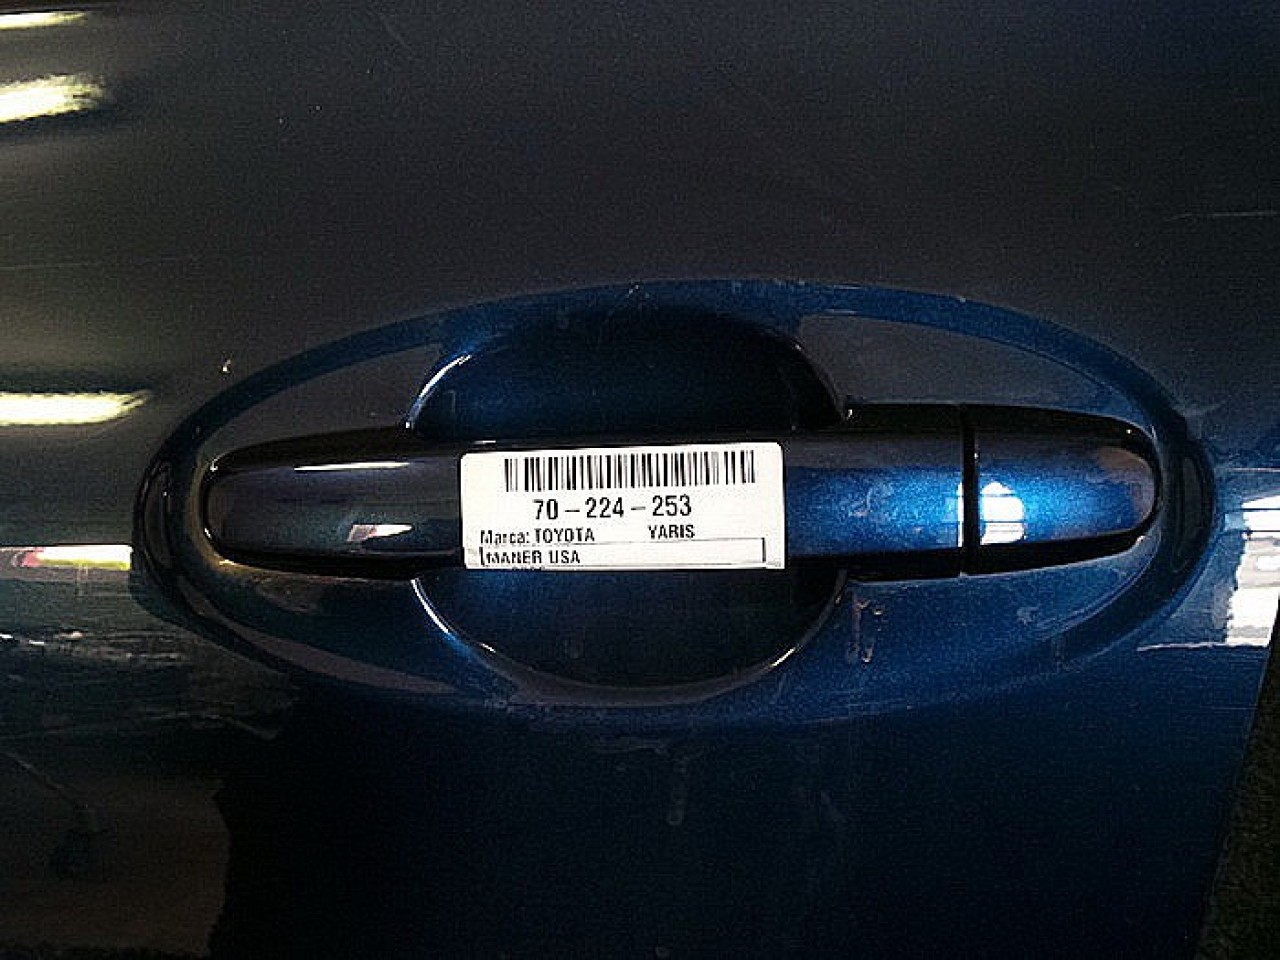 70-224-253
Marca: TOYOTA YARIS
MANER USA